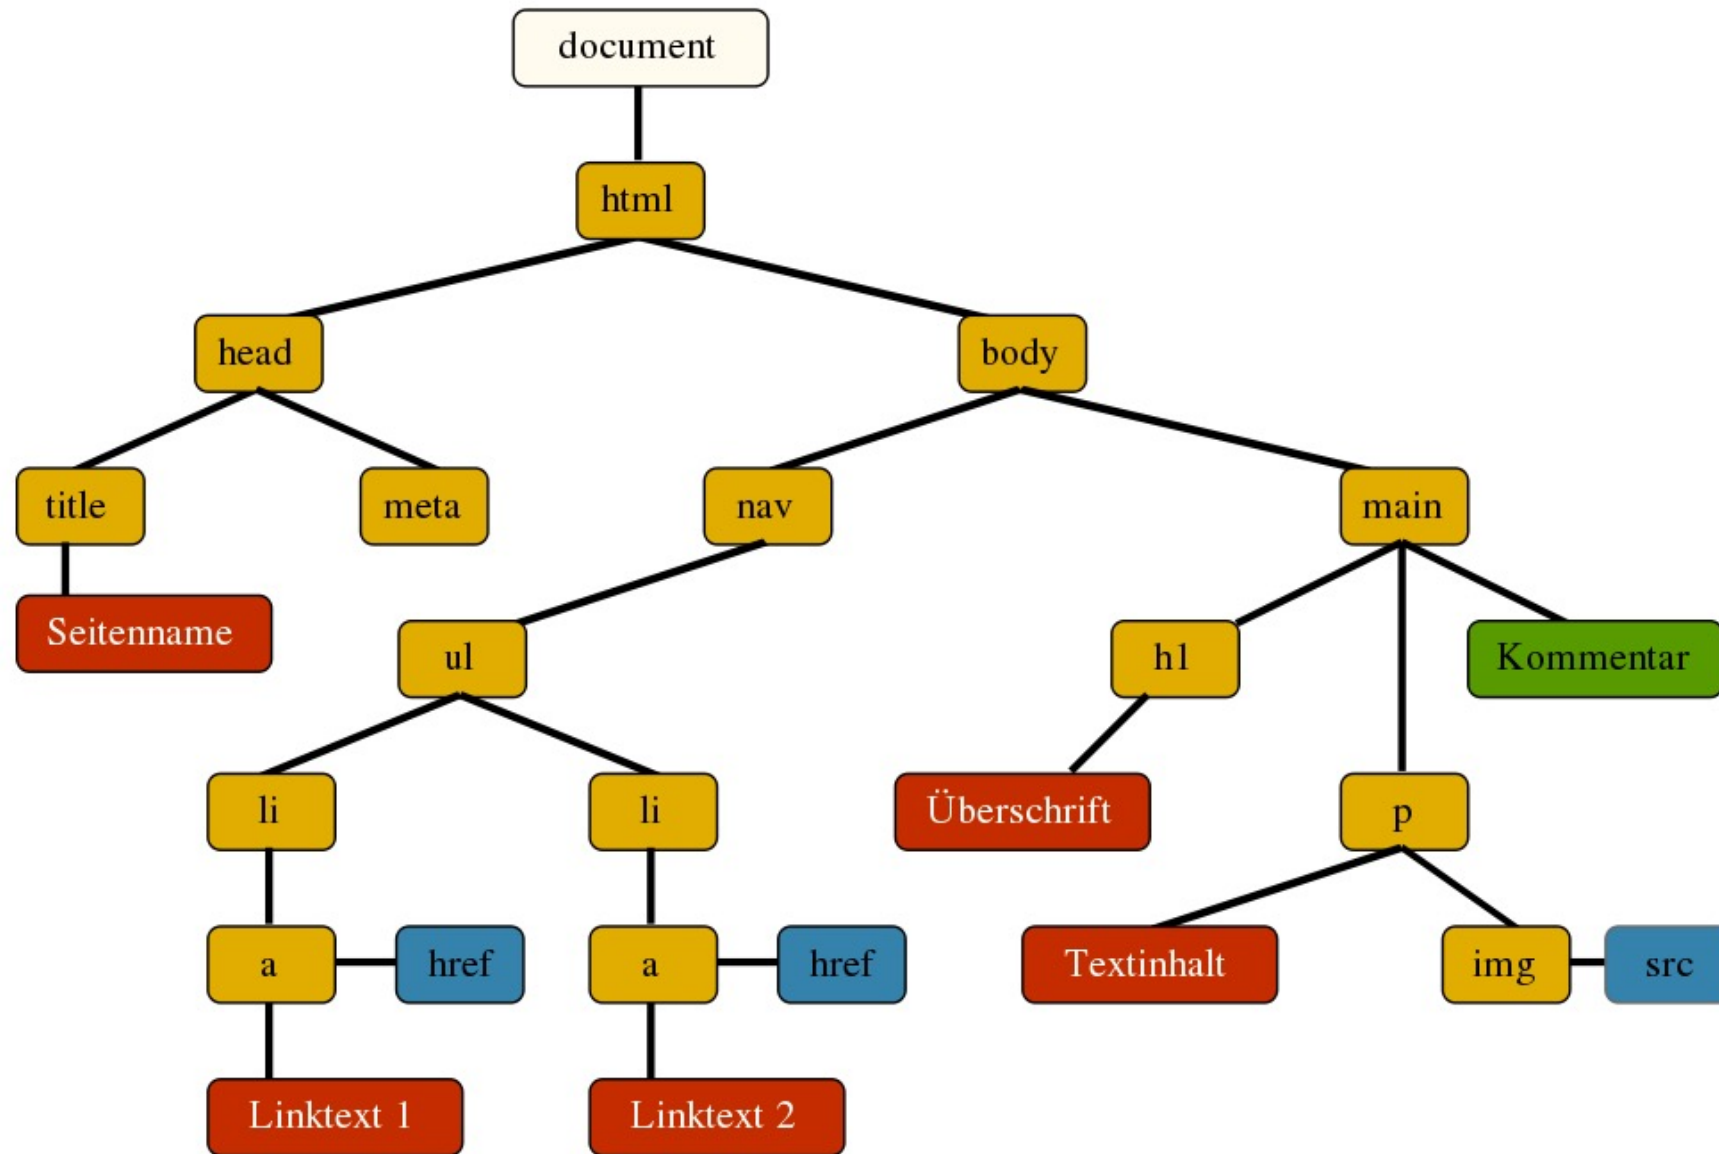 document
html
head
body
title
meta
nav
main
Seitenname
ul
h1
Kommentar
li
li
Überschrift
p
a
href
a
href
Textinhalt
img
src
Linktext 1
Linktext 2